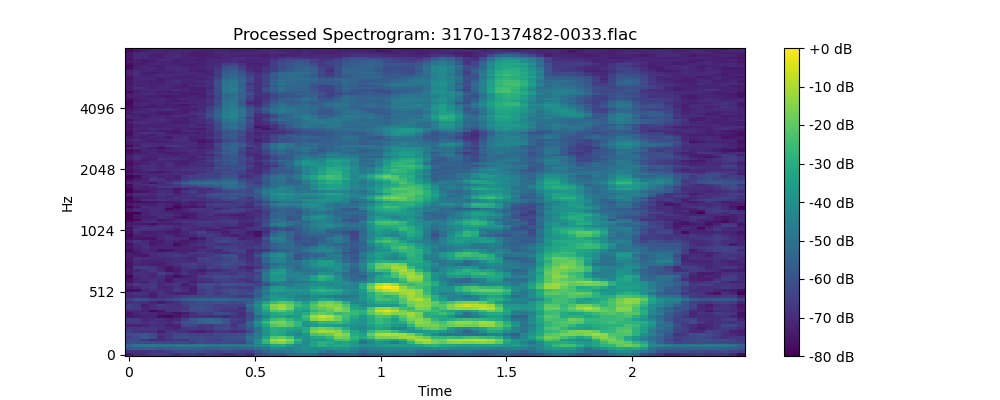 Processed Spectrogram: 3170-137482-0033.flac
Hz
4096
2048
1024
512
0
0 0.5 1 1.5 2
Time
+0 dB
-10 dB
-20 dB
-30 dB
-40 dB
-50 dB
-60 dB
-70 dB
-80 dB